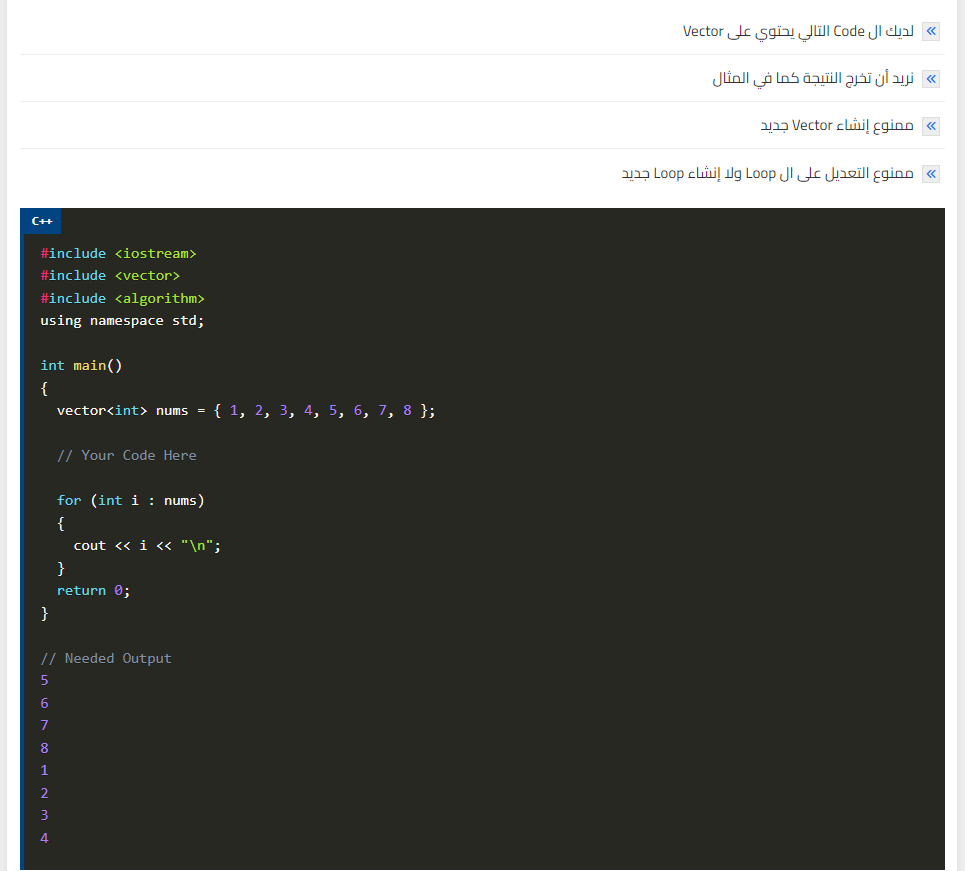 لديك ال Code التالي يحتوي على Vector
نريد أن تخرج النتيجة كما في المثال
ممنوع إنشاء Vector جديد
ممنوع التعديل على ال Loop ولا إنشاء Loop جديد
C++
#include <iostream>
#include <vector>
#include <algorithm>
using namespace std;

int main()
{
  vector<int> nums = { 1, 2, 3, 4, 5, 6, 7, 8 };

  // Your Code Here

  for (int i : nums)
  {
    cout << i << "\n";
  }
  return 0;
}

// Needed Output
5
6
7
8
1
2
3
4